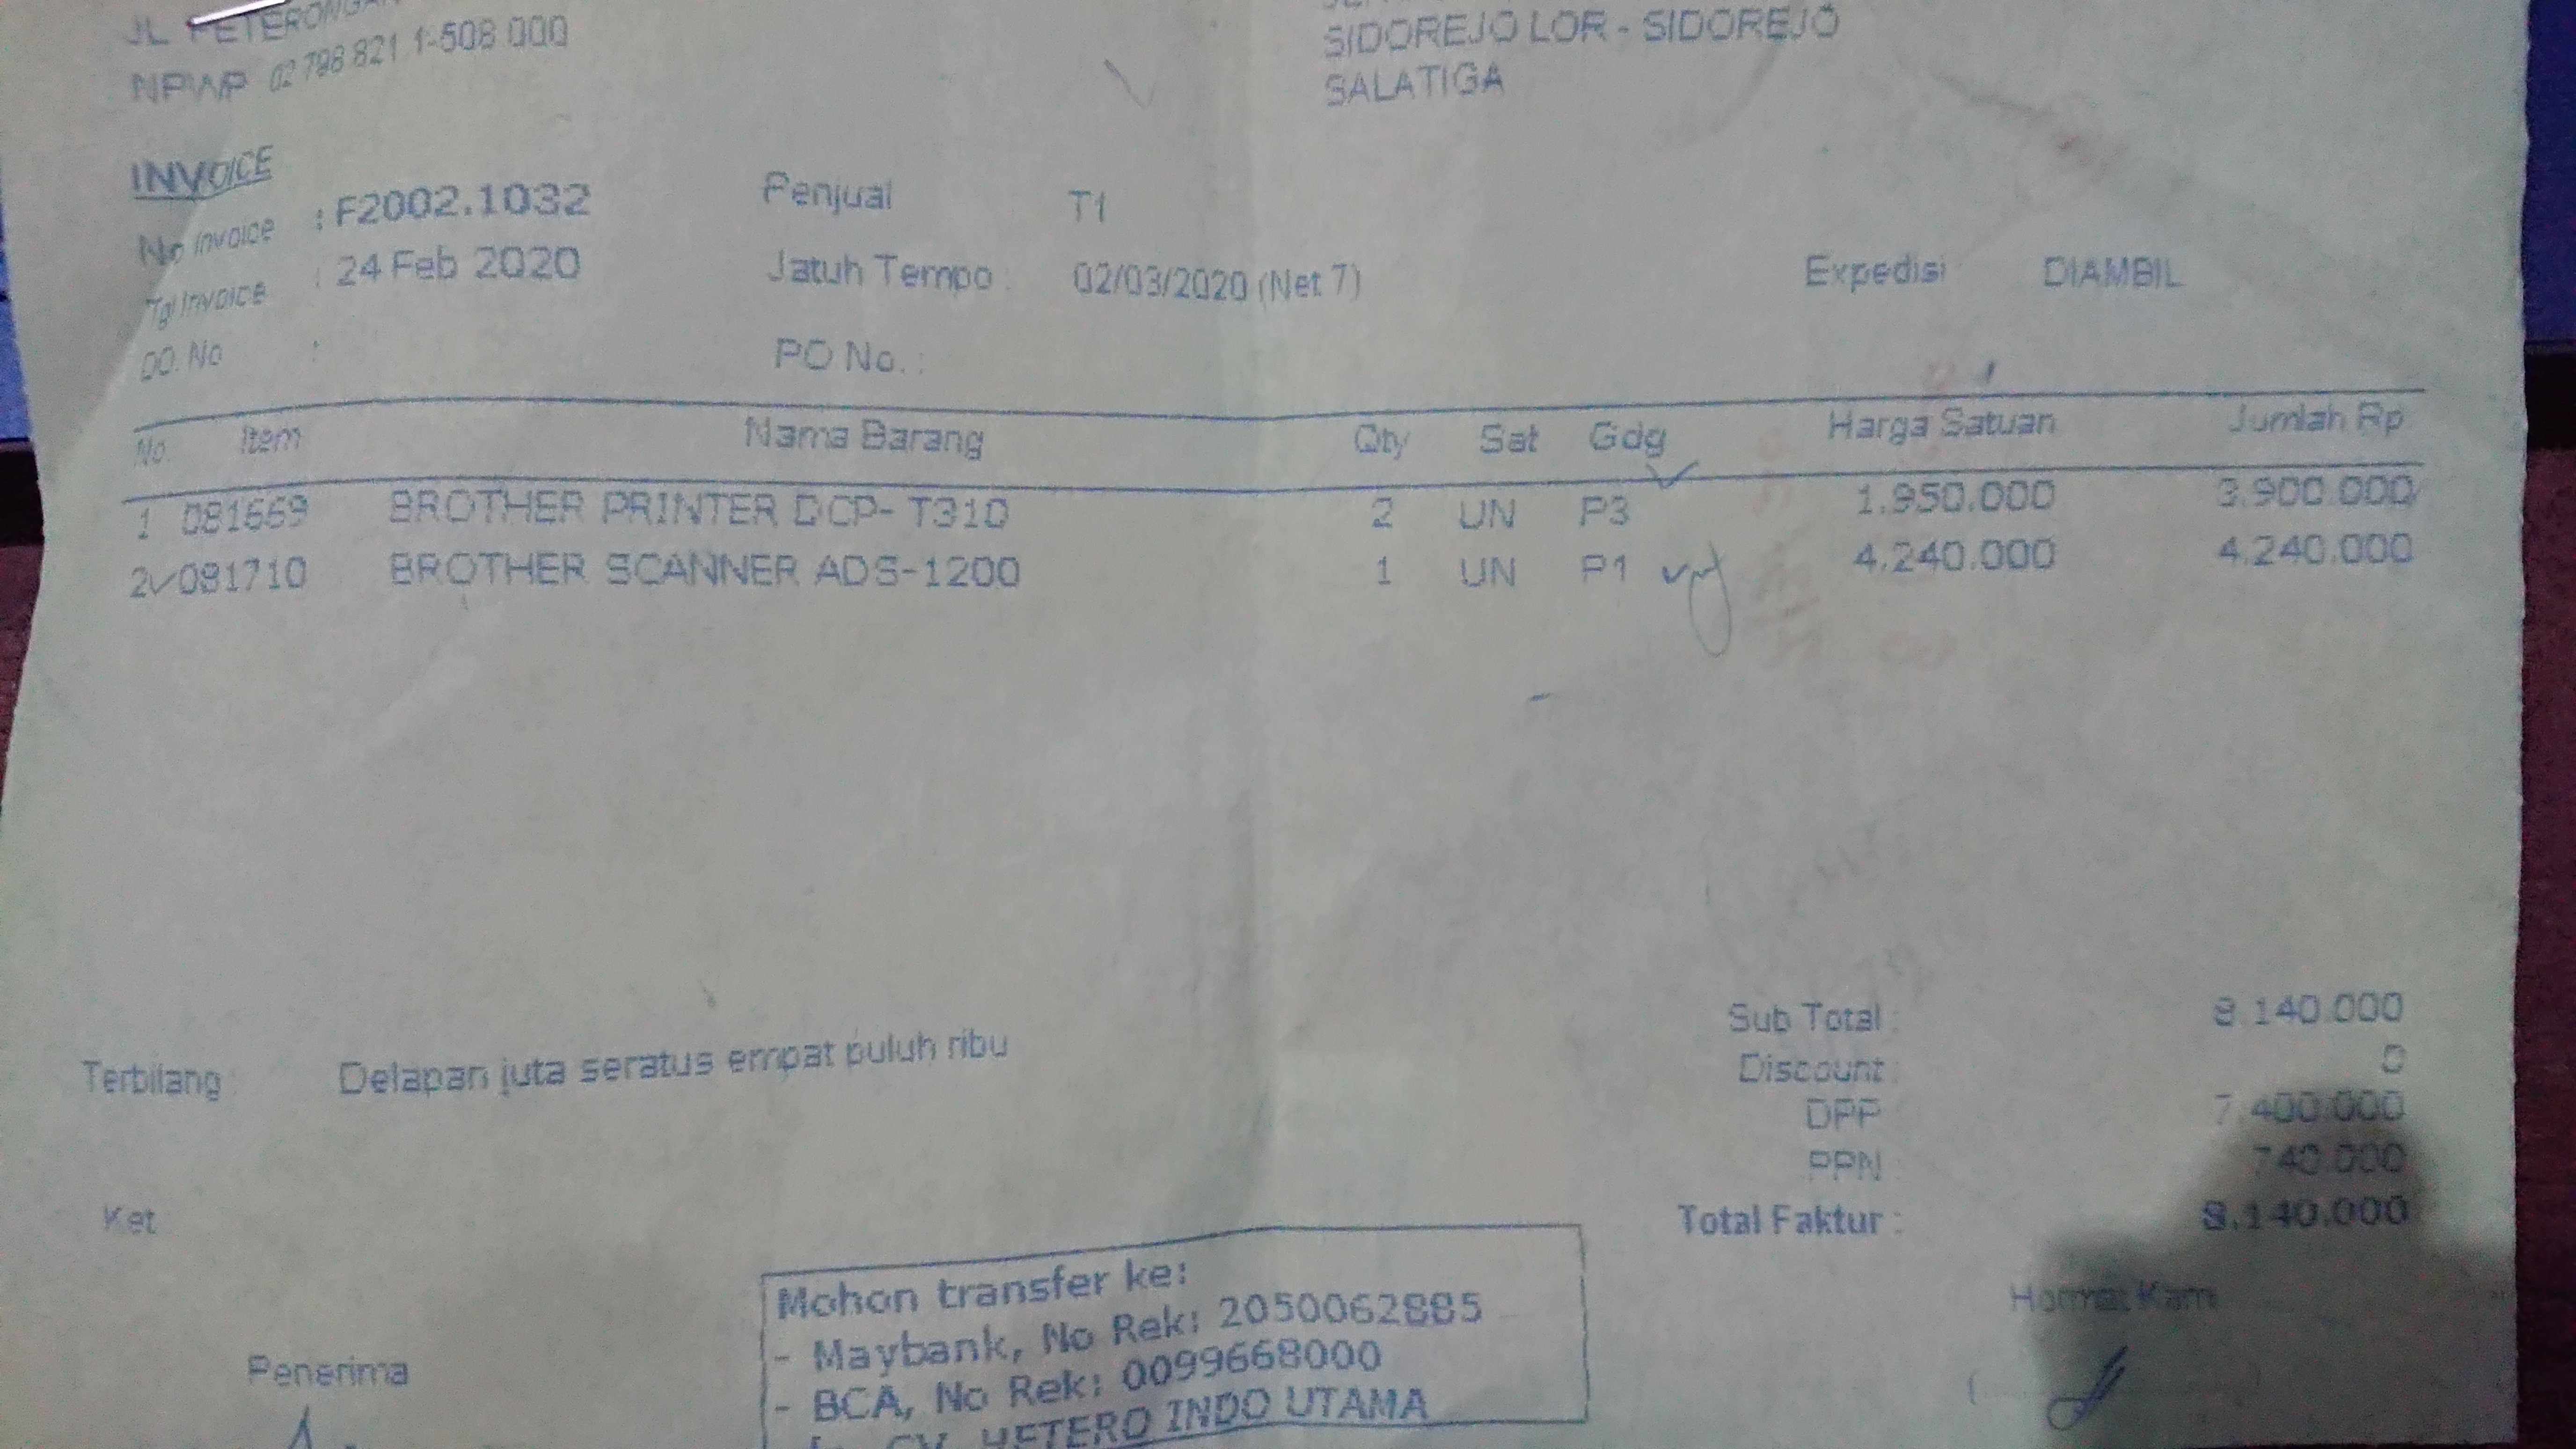 JL PETERONGAN
NPWP 02 798 821 1-508 000
SIDOREJO LOR - SIDOREJO
SALATIGA
INVOICE
No Invoice : F2002.1032 Penjual T1
Tgl Invoice : 24 Feb 2020 Jatuh Tempo : 02/03/2020 (Net 7) Expedisi DIAMBIL
DO. No : PO No. :
No. Item Nama Barang Qty Sat Gdg Harga Satuan Jumlah Rp
1 081669 BROTHER PRINTER DCP- T310 2 UN P3 1.950.000 3.900.000
2 081710 BROTHER SCANNER ADS-1200 1 UN P1 4.240.000 4.240.000
Sub Total : 8.140.000
Terbilang Delapan juta seratus empat puluh ribu
Discount : 0
DPP 7.400.000
PPN 740.000
Ket
Total Faktur : 8.140.000
Mohon transfer ke:
- Maybank, No Rek: 2050062885
- BCA, No Rek: 0099668000
CV. HETERO INDO UTAMA
Hormat Kami
Penerima